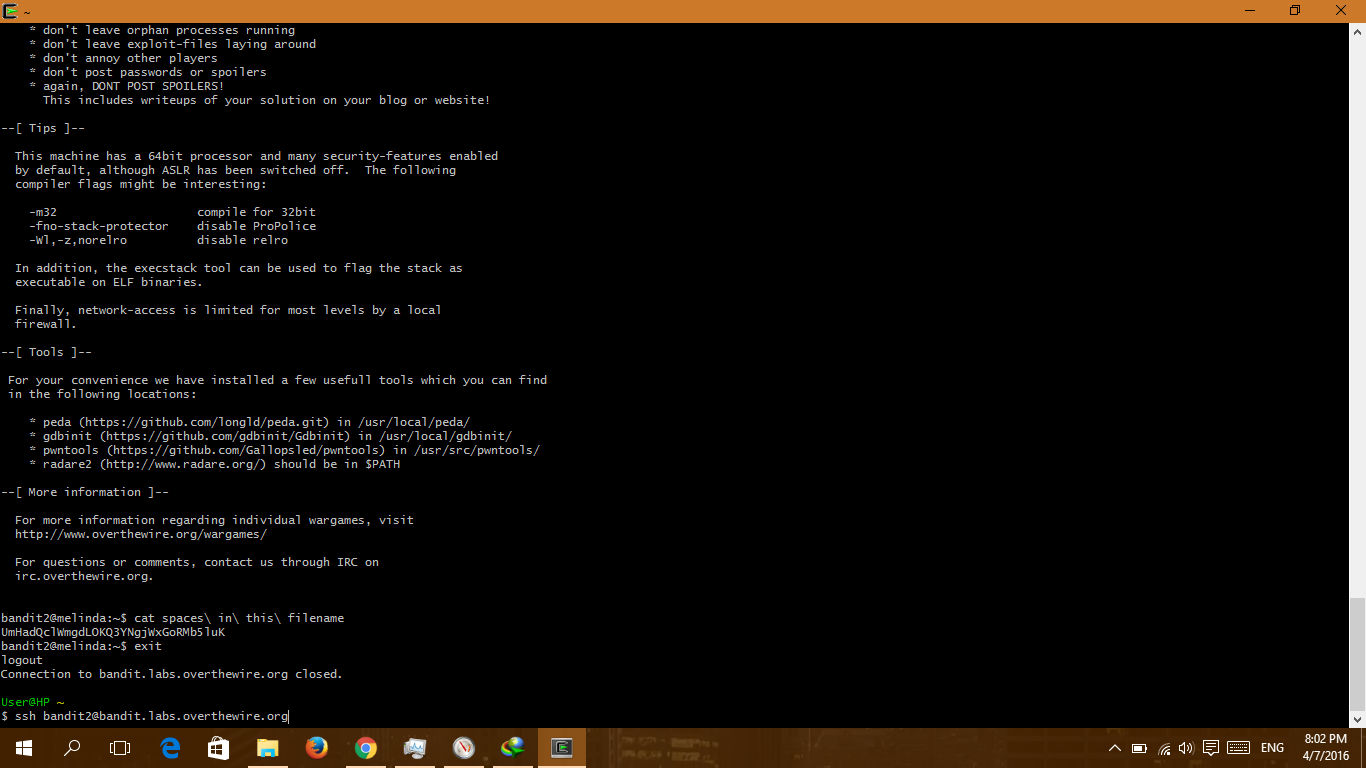 ~
* don't leave orphan processes running
* don't leave exploit-files laying around
* don't annoy other players
* don't post passwords or spoilers
* again, DONT POST SPOILERS!
This includes writeups of your solution on your blog or website!
--[ Tips ]--
This machine has a 64bit processor and many security-features enabled
by default, although ASLR has been switched off.  The following
compiler flags might be interesting:
-m32                    compile for 32bit
-fno-stack-protector    disable ProPolice
-Wl,-z,norelro          disable relro
In addition, the execstack tool can be used to flag the stack as
executable on ELF binaries.
Finally, network-access is limited for most levels by a local
firewall.
--[ Tools ]--
For your convenience we have installed a few usefull tools which you can find
in the following locations:
* peda (https://github.com/longld/peda.git) in /usr/local/peda/
* gdbinit (https://github.com/gdbinit/Gdbinit) in /usr/local/gdbinit/
* pwntools (https://github.com/Gallopsled/pwntools) in /usr/src/pwntools/
* radare2 (http://www.radare.org/) should be in $PATH
--[ More information ]--
For more information regarding individual wargames, visit
http://www.overthewire.org/wargames/
For questions or comments, contact us through IRC on
irc.overthewire.org.
bandit2@melinda:~$ cat spaces\ in\ this\ filename
UmHadQclWmgdLOKQ3YNgjWxGoRMb5luK
bandit2@melinda:~$ exit
logout
Connection to bandit.labs.overthewire.org closed.
User@HP ~
$ ssh bandit2@bandit.labs.overthewire.org
ENG
8:02 PM
4/7/2016